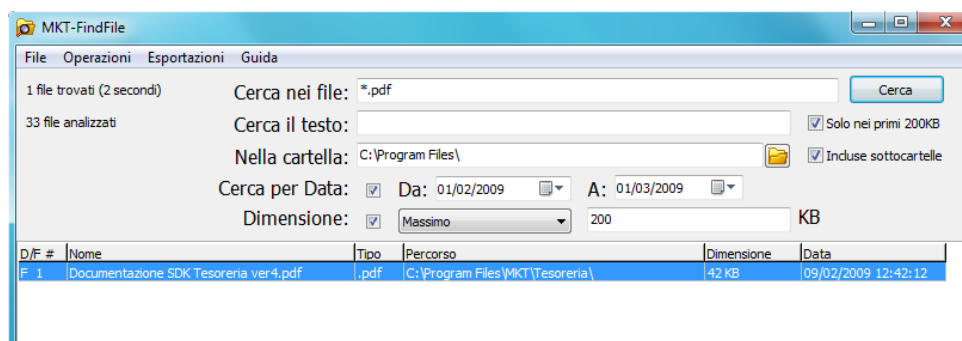 MKT-FindFile
File Operazioni Esportazioni Guida
1 file trovati (2 secondi) Cerca nei file: *.pdf Cerca
33 file analizzati Cerca il testo: Solo nei primi 200KB
Nella cartella: C:\Program Files\ Incluse sottocartelle
Cerca per Data: Da: 01/02/2009 A: 01/03/2009
Dimensione: Massimo 200 KB
D/F # Nome Tipo Percorso Dimensione Data
F 1 Documentazione SDK Tesoreria ver4.pdf .pdf C:\Program Files\MKT\Tesoreria\ 42 KB 09/02/2009 12:42:12